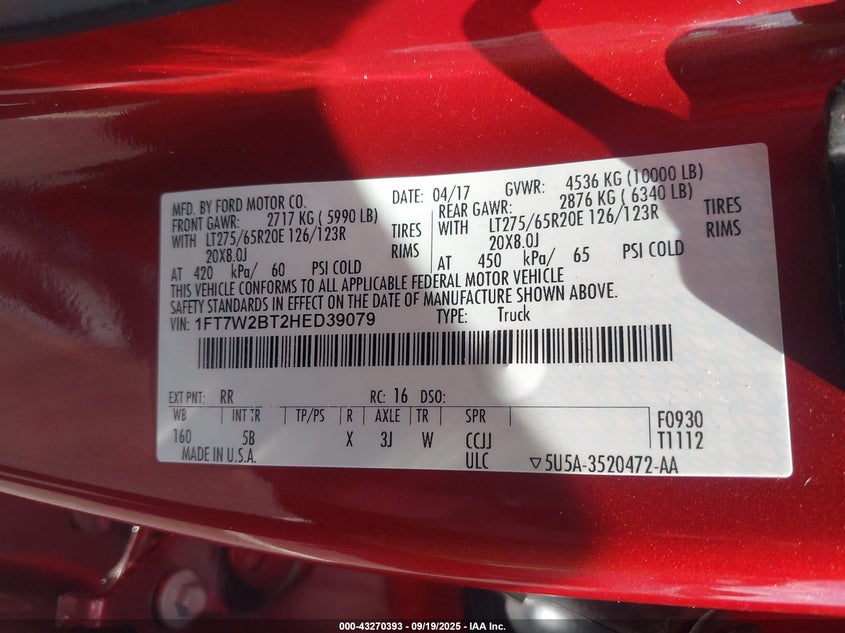 MFD. BY FORD MOTOR CO. DATE: 04/17 GVWR: 4536 KG (10000 LB)
FRONT GAWR: 2717 KG ( 5990 LB) REAR GAWR: 2876 KG ( 6340 LB)
WITH LT275/65R20E 126/123R TIRES WITH LT275/65R20E 126/123R TIRES
20X8.0J RIMS 20X8.0J RIMS
AT 420 kPa/ 60 PSI COLD AT 450 kPa/ 65 PSI COLD
THIS VEHICLE CONFORMS TO ALL APPLICABLE FEDERAL MOTOR VEHICLE
SAFETY STANDARDS IN EFFECT ON THE DATE OF MANUFACTURE SHOWN ABOVE.
VIN: 1FT7W2BT2HED39079 TYPE: Truck
EXT PNT: RR RC: 16 DSO:
WB INT TR TP/PS R AXLE TR SPR F0930
160 5B X 3J W CCJJ T1112
MADE IN U.S.A. ULC ▽5U5A-3520472-AA
000-43270393 - 09/19/2025 - IAA Inc.